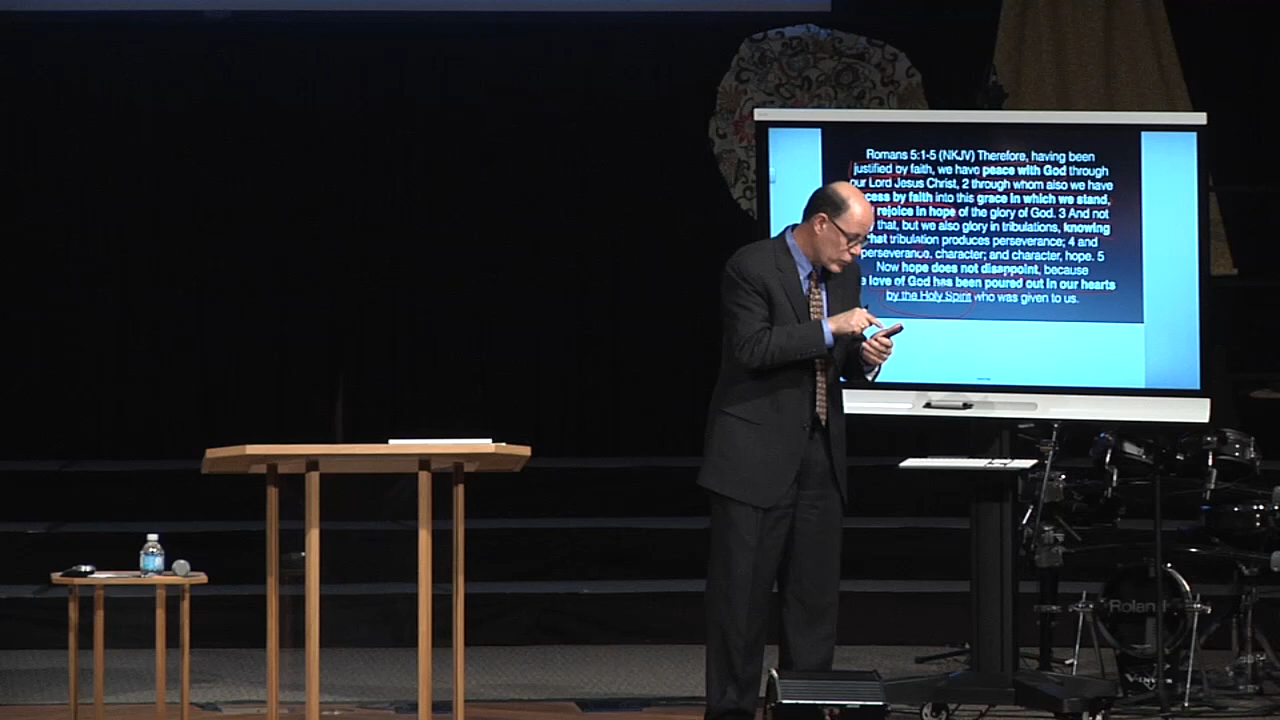 Romans 5:1-5 (NKJV) Therefore, having been
justified by faith, we have peace with God through
our Lord Jesus Christ, 2 through whom also we have
cess by faith into this grace in which we stand,
rejoice in hope of the glory of God. 3 And not
that, but we also glory in tribulations, knowing
that tribulation produces perseverance; 4 and
perseverance, character; and character, hope. 5
Now hope does not disappoint, because
love of God has been poured out in our hearts
by the Holy Spirit who was given to us.
Roland